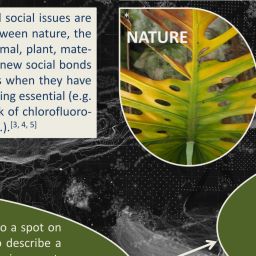 l social issues are
ween nature, the
mal, plant, mate-
new social bonds
s when they have
ing essential (e.g.
k of chlorofluoro-
.).[3, 4, 5]
* NATURE
o a spot on
o describe a